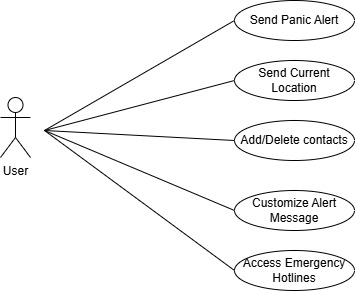 Send Panic Alert
Send Current
Location
User
Add/Delete contacts
Customize Alert
Message
Access Emergency
Hotlines